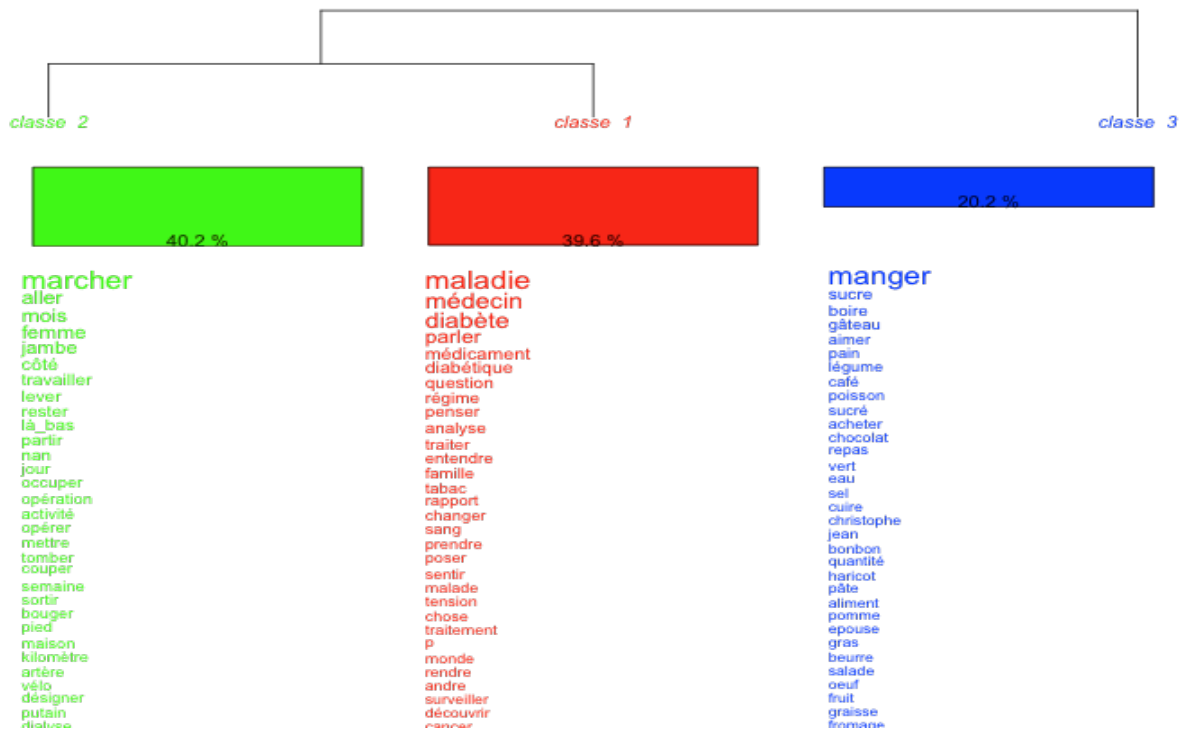 classe 2
classe 1
classe 3
40.2 %
39.6 %
20.2 %
marcher
aller
mois
femme
jambe
côté
travailler
lever
rester
là_bas
partir
nan
jour
occuper
opération
activité
opérer
mettre
tomber
couper
semaine
sortir
bouger
pied
maison
kilomètre
artère
vélo
désigner
putain
dialyse
maladie
médecin
diabète
parler
médicament
diabétique
question
régime
penser
analyse
traiter
entendre
famille
tabac
rapport
changer
sang
prendre
poser
sentir
malade
tension
chose
traitement
p
monde
rendre
andre
surveiller
découvrir
cancer
manger
sucre
boire
gâteau
aimer
pain
légume
café
poisson
sucré
acheter
chocolat
repas
vert
eau
sel
cuire
christophe
jean
bonbon
quantité
haricot
pâte
aliment
pomme
epouse
gras
beurre
salade
oeuf
fruit
graisse
fromage